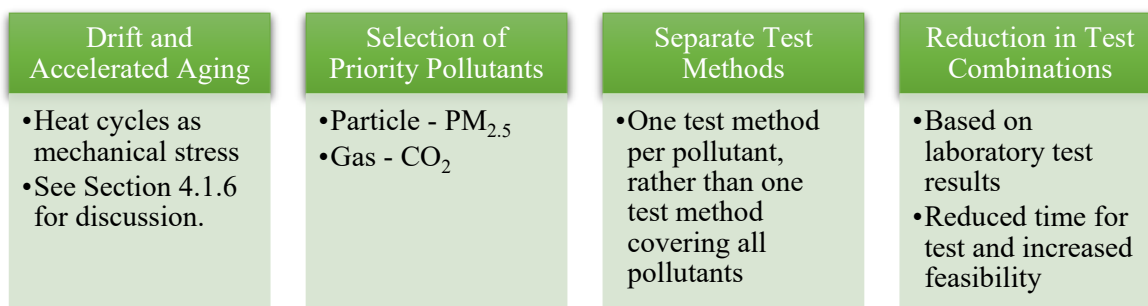 Drift and
Accelerated Aging
•Heat cycles as
mechanical stress
•See Section 4.1.6
for discussion.
Selection of
Priority Pollutants
•Particle - PM2.5
•Gas - CO2
Separate Test
Methods
•One test method
per pollutant,
rather than one
test method
covering all
pollutants
Reduction in Test
Combinations
•Based on
laboratory test
results
•Reduced time for
test and increased
feasibility